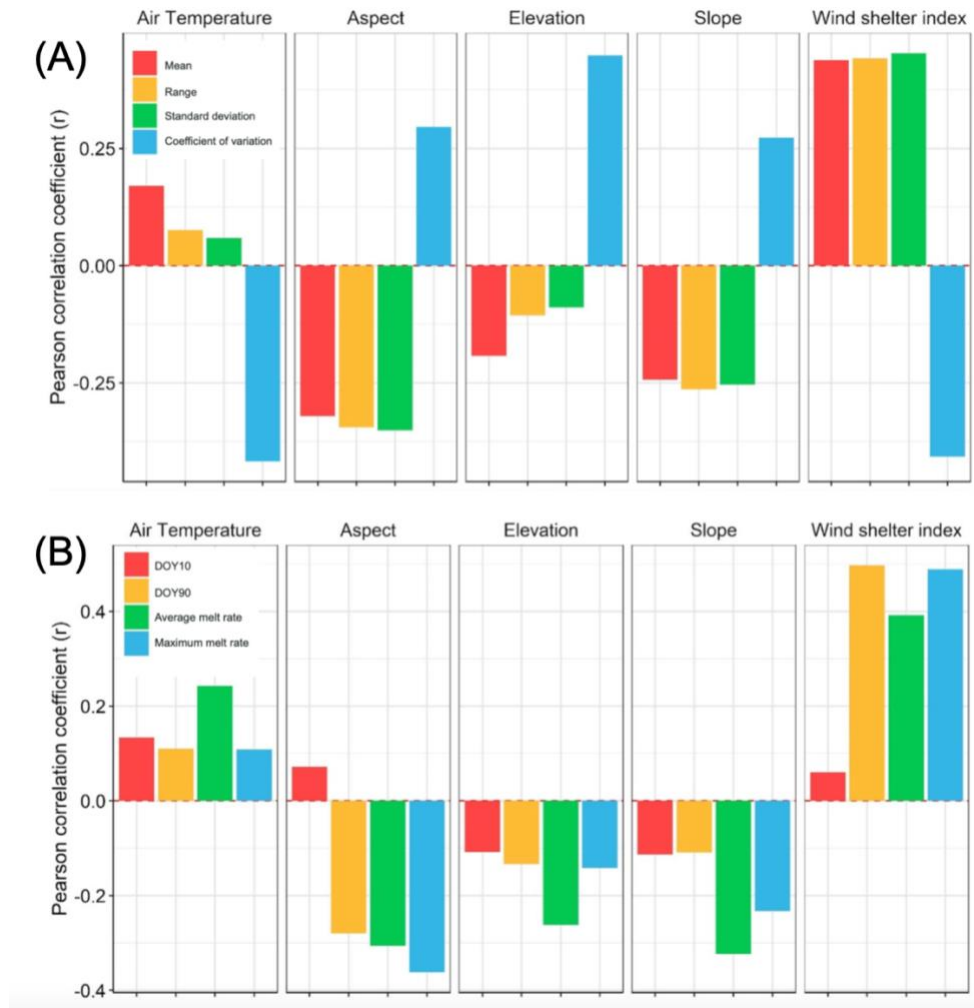 (A)
Air Temperature Aspect Elevation Slope Wind shelter index
Mean
Range
Standard deviation
Coefficient of variation
Pearson correlation coefficient (r)
0.25
0.00
-0.25
(B)
Air Temperature Aspect Elevation Slope Wind shelter index
DOY10
DOY90
Average melt rate
Maximum melt rate
Pearson correlation coefficient (r)
0.4
0.2
0.0
-0.2
-0.4